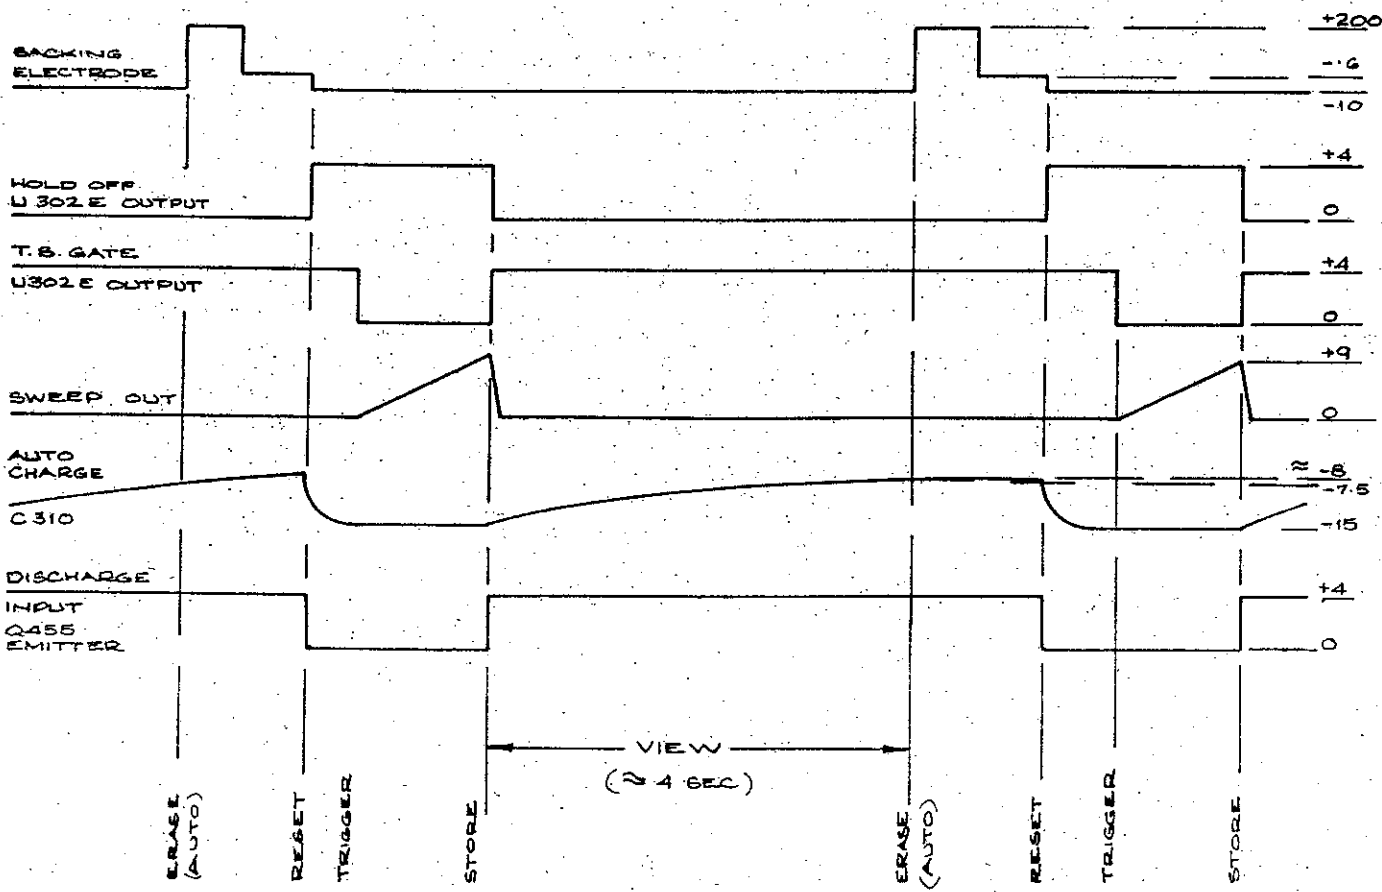 +200
BACKING
ELECTRODE
-.6
-10
HOLD OFF
U302E OUTPUT
+4
0
T.B. GATE
U302E OUTPUT
+4
0
SWEEP OUT
+9
0
AUTO
CHARGE
C310
≈ -8
-7.5
-15
DISCHARGE
INPUT
Q455
EMITTER
+4
0
VIEW
(≈ 4 SEC)
ERASE
(AUTO)
RESET
TRIGGER
STORE
ERASE
(AUTO)
RESET
TRIGGER
STORE